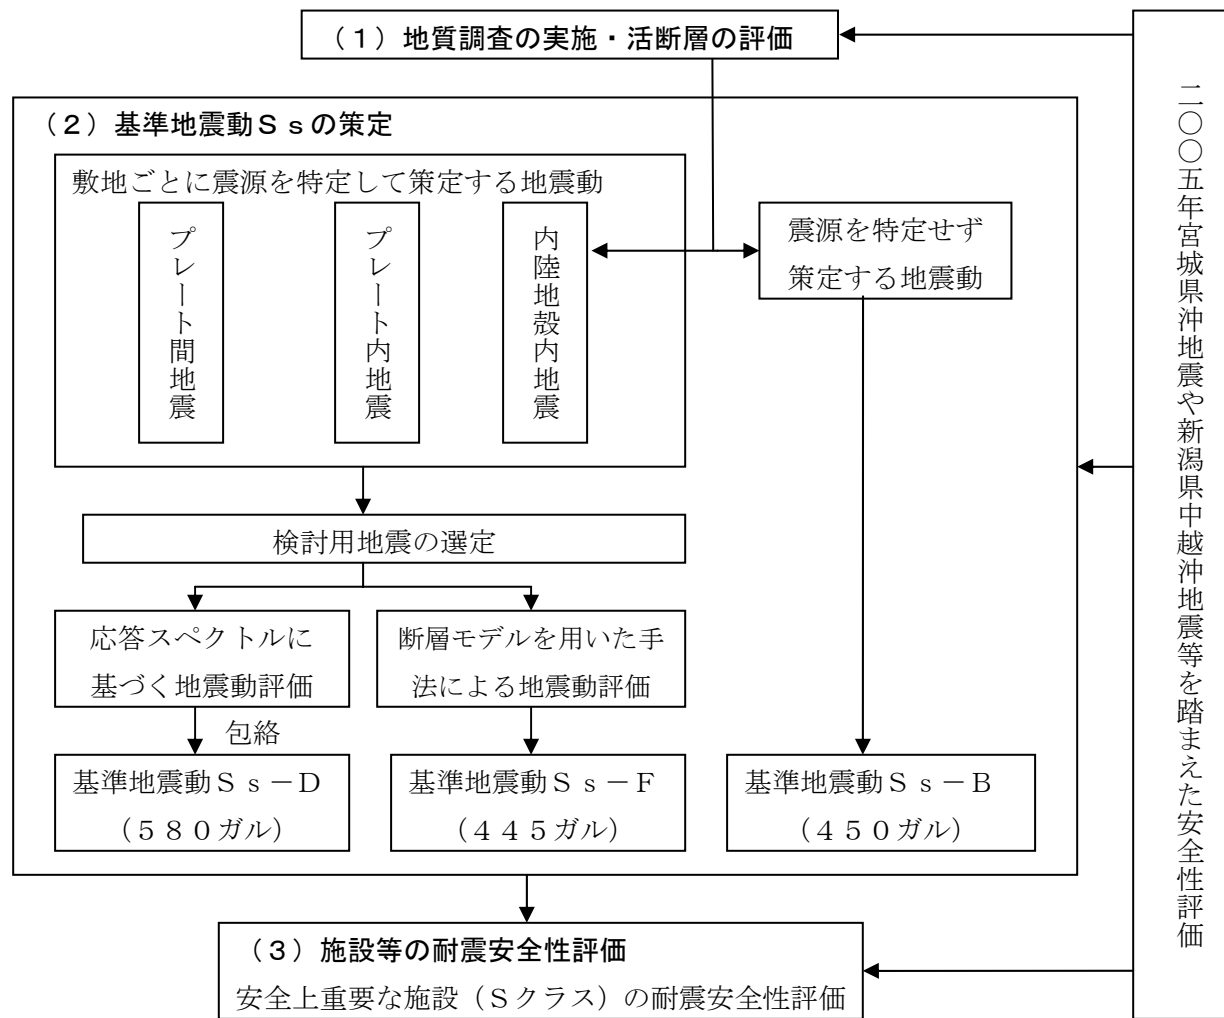 (1)地質調査の実施・活断層の評価
(2)基準地震動Ssの策定
敷地ごとに震源を特定して策定する地震動
プレート間地震
プレート内地震
内陸地殻内地震
震源を特定せず
策定する地震動
検討用地震の選定
応答スペクトルに
基づく地震動評価
断層モデルを用いた手
法による地震動評価
包絡
基準地震動Ss-D
(580ガル)
基準地震動Ss-F
(445ガル)
基準地震動Ss-B
(450ガル)
(3)施設等の耐震安全性評価
安全上重要な施設(Sクラス)の耐震安全性評価
二〇〇五年宮城県沖地震や新潟県中越沖地震等を踏まえた安全性評価